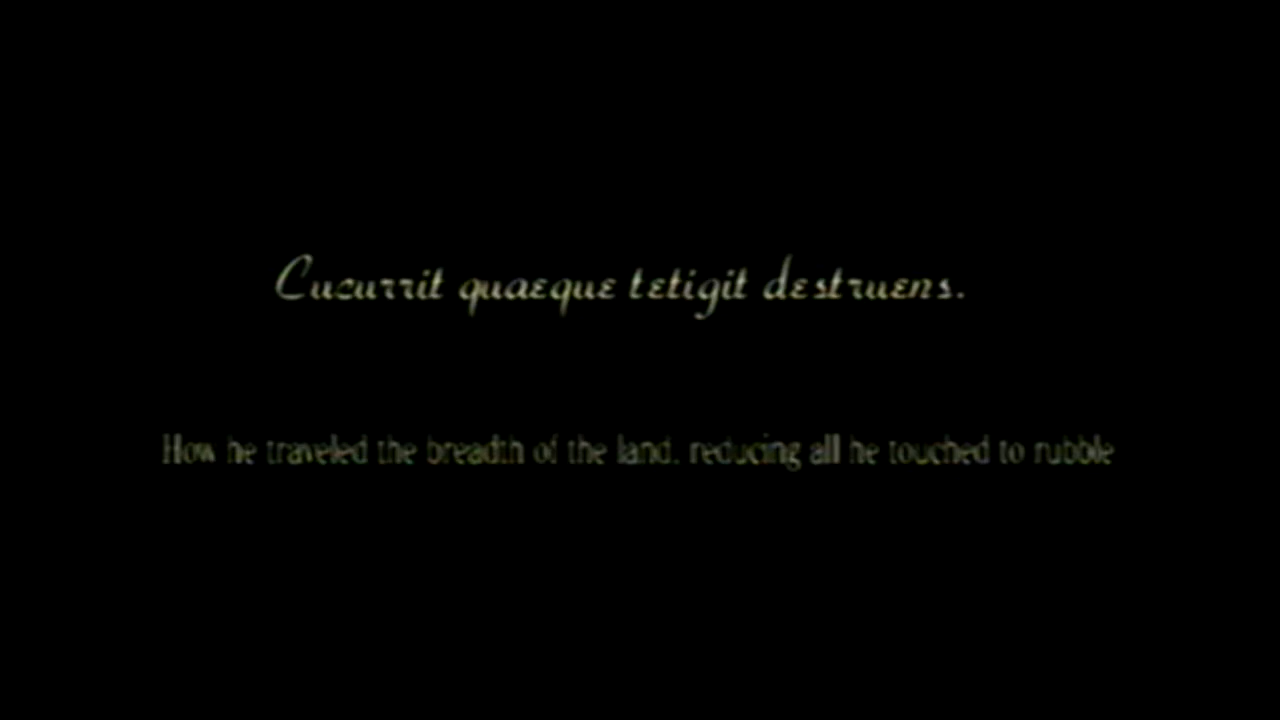 Cucurrit quaeque tetigit destruens.
How he traveled the breadth of the land, reducing all he touched to rubble